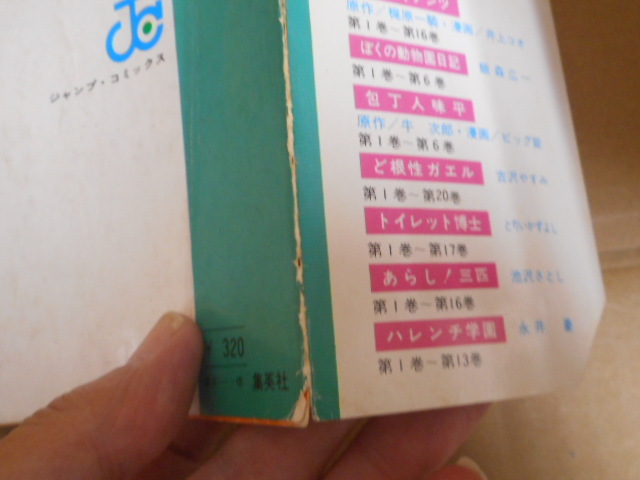 JC
ジャンプ・コミックス
320
集英社
原作/梶原一騎・漫画/井上コオ
第1巻~第16巻
ぼくの動物園日記
飯森広一
第1巻~第6巻
包丁人味平
原作/牛 次郎・漫画/ビッグ錠
第1巻~第6巻
ど根性ガエル 吉沢やすみ
第1巻~第20巻
トイレット博士 とりいかずよし
第1巻~第17巻
あらし!三匹 池沢さとし
第1巻~第16巻
ハレンチ学園 永井 豪
第1巻~第13巻